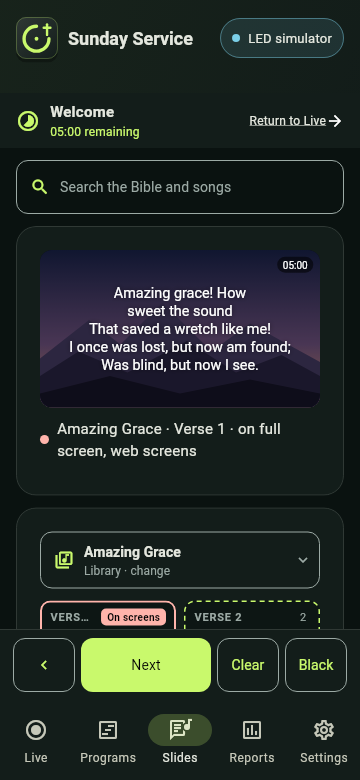 Sunday Service
LED simulator
Welcome
05:00 remaining
Return to Live
Search the Bible and songs
05:00
Amazing grace! How
sweet the sound
That saved a wretch like me!
I once was lost, but now am found;
Was blind, but now I see.
Amazing Grace · Verse 1 · on full
screen, web screens
Amazing Grace
Library · change
VERS… On screens
VERSE 2 2
Next
Clear
Black
Live
Programs
Slides
Reports
Settings